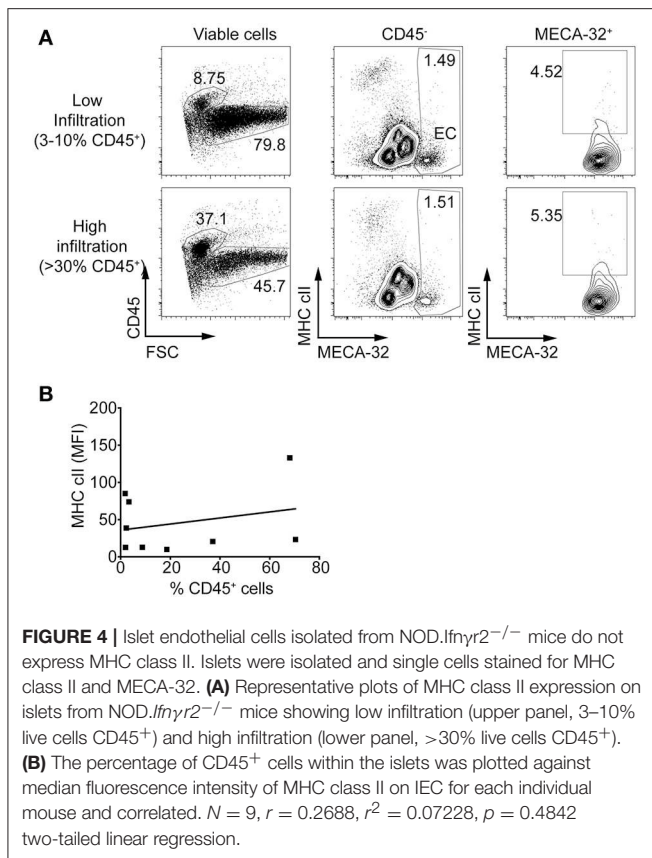 A
Viable cells
CD45-
MECA-32+
Low
Infiltration
(3-10% CD45+)
8.75
79.8
1.49
EC
4.52
High
infiltration
(>30% CD45+)
37.1
45.7
1.51
5.35
CD45
FSC
MHC cII
MECA-32
MHC cII
MECA-32
B
MHC cII (MFI)
200
150
100
50
0
0 20 40 60 80
% CD45+ cells
FIGURE 4 | Islet endothelial cells isolated from NOD.Ifnγr2−/− mice do not
express MHC class II. Islets were isolated and single cells stained for MHC
class II and MECA-32. (A) Representative plots of MHC class II expression on
islets from NOD.Ifnγr2−/− mice showing low infiltration (upper panel, 3–10%
live cells CD45+) and high infiltration (lower panel, >30% live cells CD45+).
(B) The percentage of CD45+ cells within the islets was plotted against
median fluorescence intensity of MHC class II on IEC for each individual
mouse and correlated. N = 9, r = 0.2688, r2 = 0.07228, p = 0.4842
two-tailed linear regression.